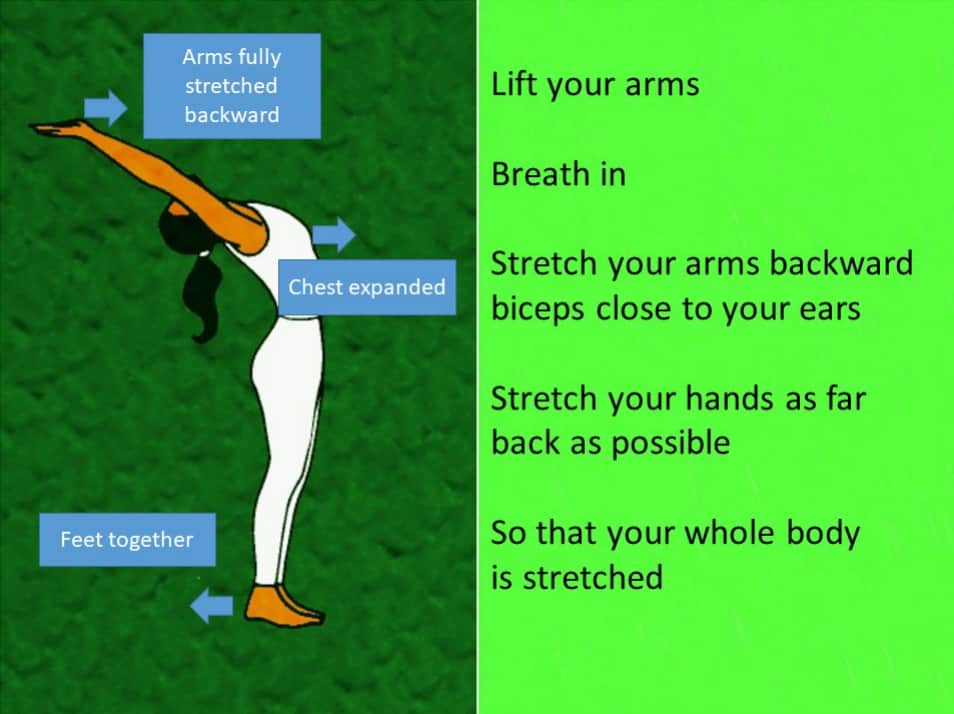 Arms fully
stretched
backward
Chest expanded
Feet together
Lift your arms
Breath in
Stretch your arms backward
biceps close to your ears
Stretch your hands as far
back as possible
So that your whole body
is stretched